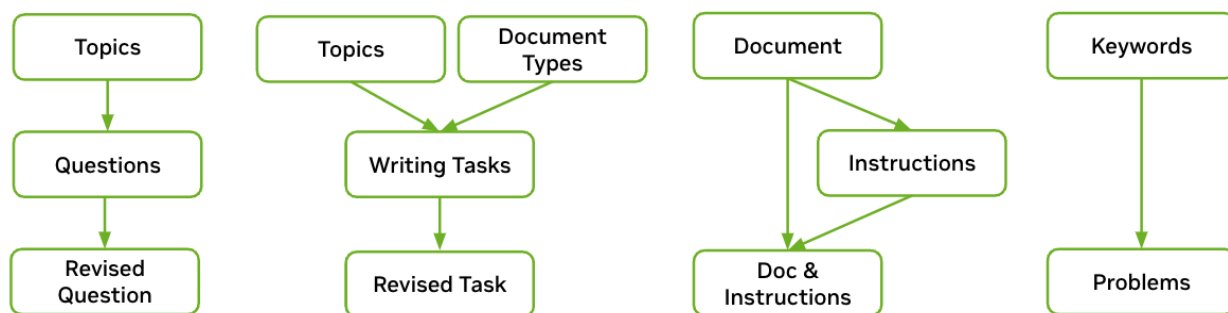 Topics
Questions
Revised
Question
Topics
Document
Types
Writing Tasks
Revised Task
Document
Instructions
Doc &
Instructions
Keywords
Problems